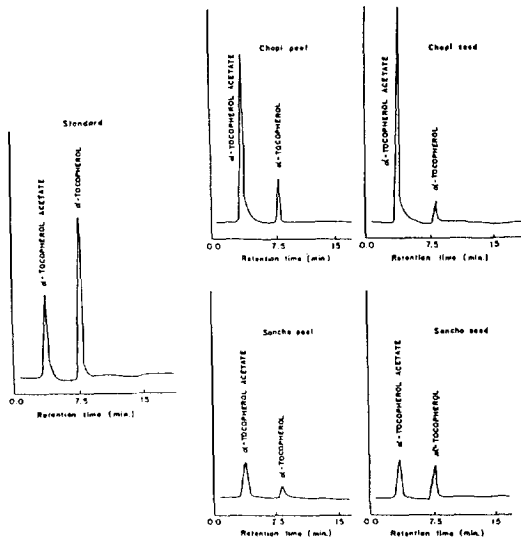 Standard
α-TOCOPHEROL ACETATE
α-TOCOPHEROL
0.0 7.5 15
Retention time (min.)
Chopi peel
α-TOCOPHEROL ACETATE
α-TOCOPHEROL
0.0 7.5 15
Retention time (min.)
Chopi seed
α-TOCOPHEROL ACETATE
α-TOCOPHEROL
0.0 7.5 15
Retention time (min.)
Sancho peel
α-TOCOPHEROL ACETATE
α-TOCOPHEROL
0.0 7.5 15
Retention time (min.)
Sancho seed
α-TOCOPHEROL ACETATE
α-TOCOPHEROL
0.0 7.5 15
Retention time (min.)